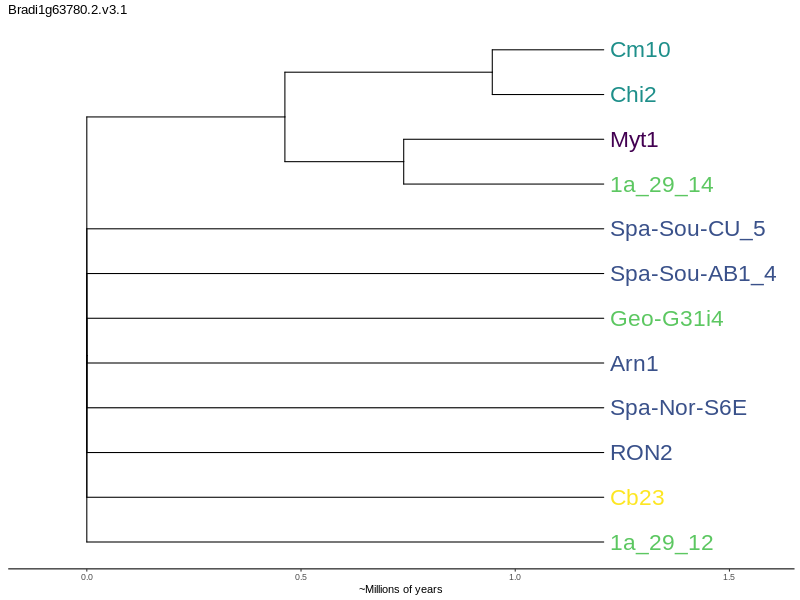 Bradi1g63780.2.v3.1
Cm10
Chi2
Myt1
1a_29_14
Spa-Sou-CU_5
Spa-Sou-AB1_4
Geo-G31i4
Arn1
Spa-Nor-S6E
RON2
Cb23
1a_29_12
0.0 0.5 1.0 1.5
~Millions of years